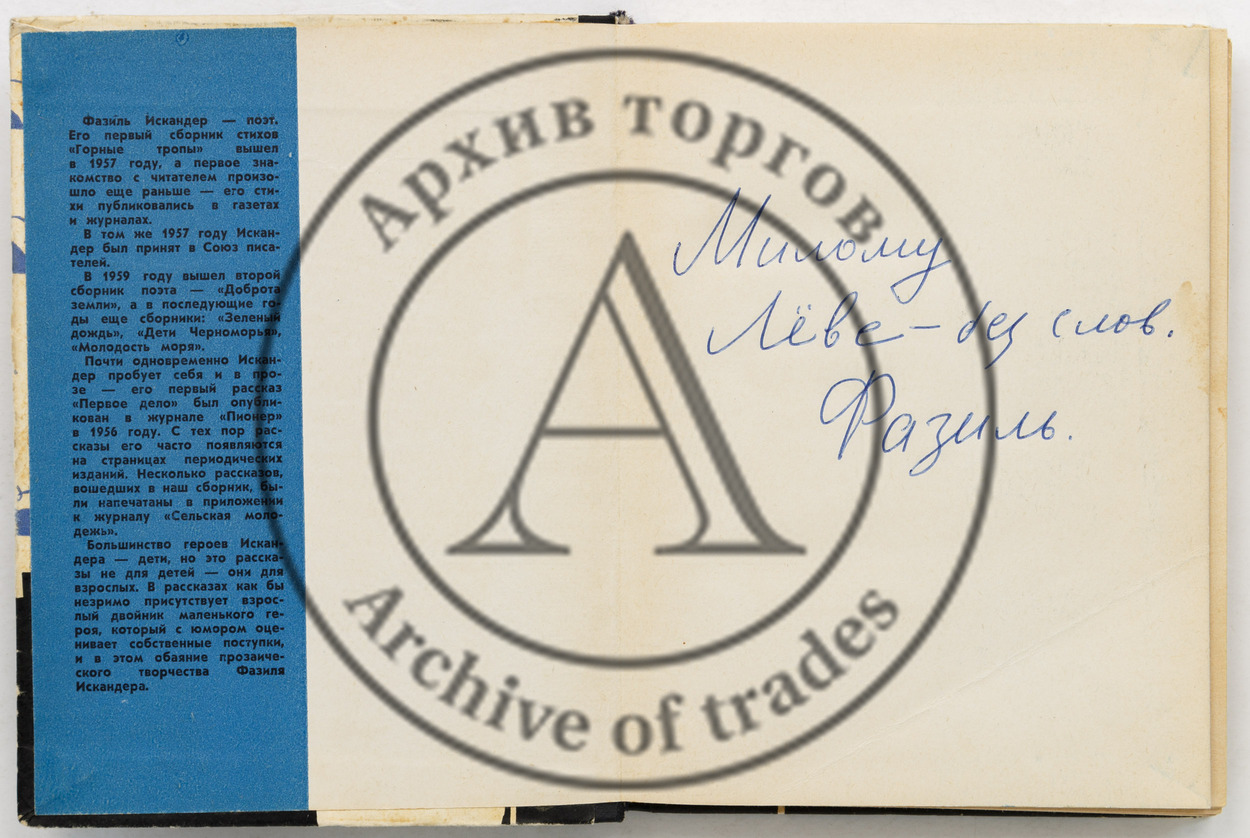 Фазиль Искандер — поэт.
Его первый сборник стихов
«Горные тропы» вышел
в 1957 году, а первое зна-
комство с читателем произо-
шло еще раньше — его сти-
хи публиковались в газетах
и журналах.
В том же 1957 году Искан-
дер был принят в Союз писа-
телей.
В 1959 году вышел второй
сборник поэта — «Доброта
земли», а в последующие го-
ды еще сборники: «Зеленый
дождь», «Дети Черноморья»,
«Молодость моря».
Почти одновременно Искан-
дер пробует себя и в про-
зе — его первый рассказ
«Первое дело» был опубли-
кован в журнале «Пионер»
в 1956 году. С тех пор рас-
сказы его часто появляются
на страницах периодических
изданий. Несколько рассказов,
вошедших в наш сборник, бы-
ли напечатаны в приложении
к журналу «Сельская моло-
дежь».
Большинство героев Искан-
дера — дети, но это расска-
зы не для детей — они для
взрослых. В рассказах как бы
незримо присутствует взрос-
лый двойник маленького ге-
роя, который с юмором оце-
нивает собственные поступки,
и в этом обаяние прозаиче-
ского творчества Фазиля
Искандера.
Милому
Лёве — без слов.
Фазиль.
Архив торгов
А
Archive of trades